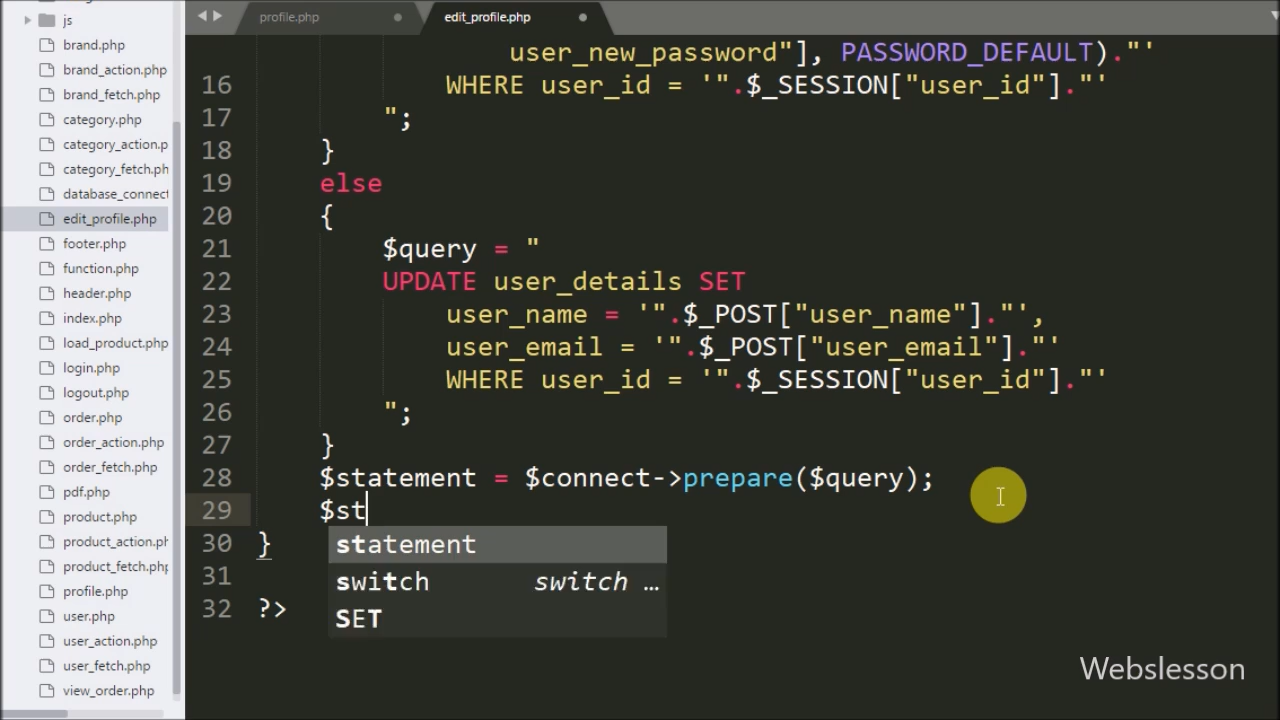 js
brand.php
brand_action.php
brand_fetch.php
category.php
category_action.p
category_fetch.ph
database_connect
edit_profile.php
footer.php
function.php
header.php
index.php
load_product.php
login.php
logout.php
order.php
order_action.php
order_fetch.php
pdf.php
product.php
product_action.ph
product_fetch.php
profile.php
user.php
user_action.php
user_fetch.php
view_order.php
profile.php
edit_profile.php
user_new_password"], PASSWORD_DEFAULT)."'
16 WHERE user_id = '".$_SESSION["user_id"]."'
17 ";
18 }
19 else
20 {
21 $query = "
22 UPDATE user_details SET
23 user_name = '".$_POST["user_name"]."',
24 user_email = '".$_POST["user_email"]."'
25 WHERE user_id = '".$_SESSION["user_id"]."'
26 ";
27 }
28 $statement = $connect->prepare($query);
29 $st
30 }
31
32 ?>
statement
switch switch …
SET
Webslesson